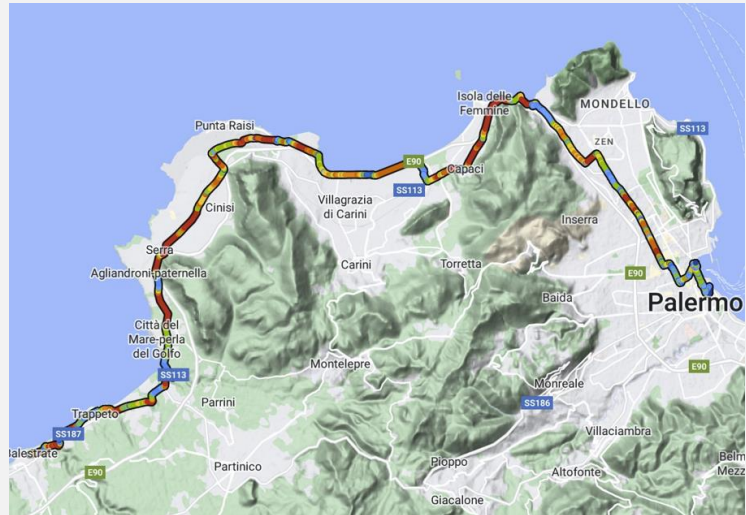 Isola delle
Femmine
MONDELLO
Punta Raisi
SS113
ZEN
E90
Capaci
SS113
Villagrazia
di Carini
Cinisi
Inserra
Serra
Carini
Torretta
Agliandroni-paternella
E90
Baida
Palermo
Città del
Mare-perla
del Golfo
Montelepre
SS113
E90
Monreale
Parrini
SS186
Trappeto
SS187
Villaciambra
Balestrate
Partinico
Pioppo
E90
Altofonte
Belm
Mezz
Giacalone